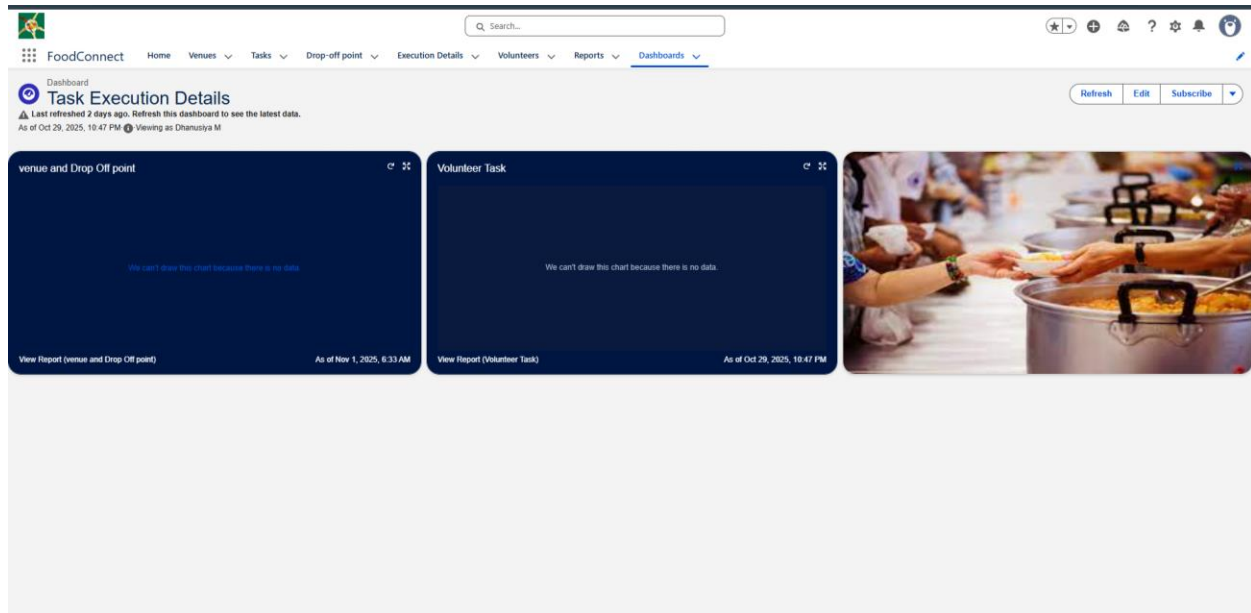 Search...
FoodConnect Home Venues Tasks Drop-off point Execution Details Volunteers Reports Dashboards
Dashboard
Task Execution Details
Last refreshed 2 days ago. Refresh this dashboard to see the latest data.
As of Oct 29, 2025, 10:47 PM Viewing as Dhanusiya M
Refresh Edit Subscribe
venue and Drop Off point
We can't draw this chart because there is no data.
View Report (venue and Drop Off point) As of Nov 1, 2025, 6:33 AM
Volunteer Task
We can't draw this chart because there is no data.
View Report (Volunteer Task) As of Oct 29, 2025, 10:47 PM